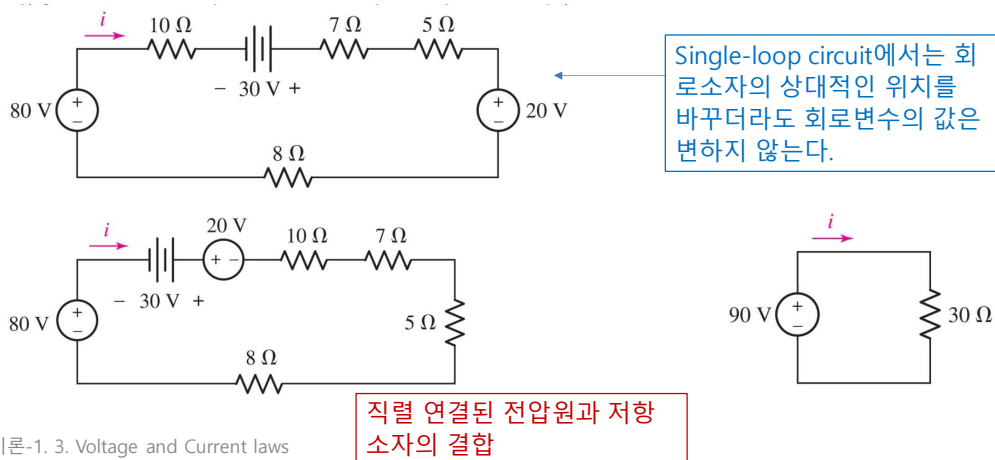 i
10 Ω
7 Ω
5 Ω
− 30 V +
80 V
+
−
+
−
20 V
8 Ω
Single-loop circuit에서는 회
로소자의 상대적인 위치를
바꾸더라도 회로변수의 값은
변하지 않는다.
i
20 V
10 Ω
7 Ω
+ −
− 30 V +
80 V
+
−
5 Ω
8 Ω
i
90 V
+
−
30 Ω
직렬 연결된 전압원과 저항
소자의 결합
론-1. 3. Voltage and Current laws